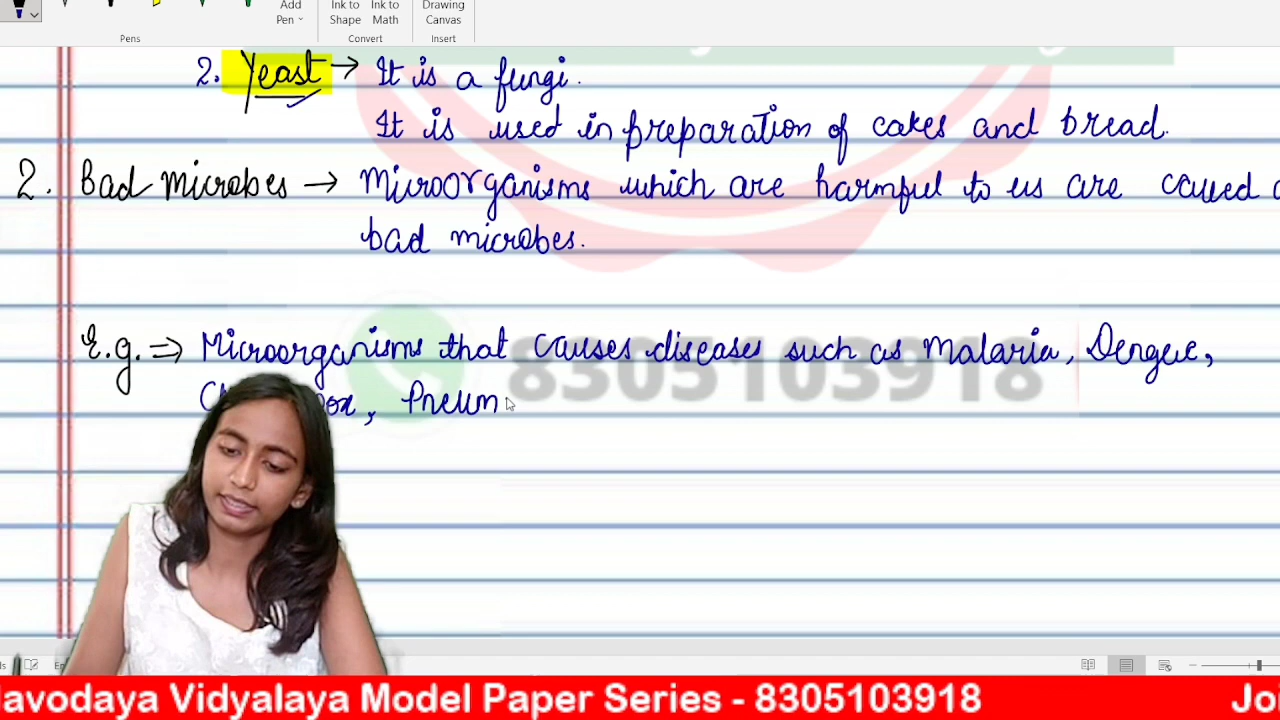 Add
Pen
Ink to
Shape
Ink to
Math
Drawing
Canvas
Pens
Convert
Insert
2. Yeast → It is a fungi.
It is used in preparation of cakes and bread.
2. Bad microbes → Microorganisms which are harmful to us are called
bad microbes.
E.g. ⇒ Microorganisms that causes diseases such as Malaria, Dengue,
Pneum
8305103918
Vidyalaya Model Paper Series - 8305103918